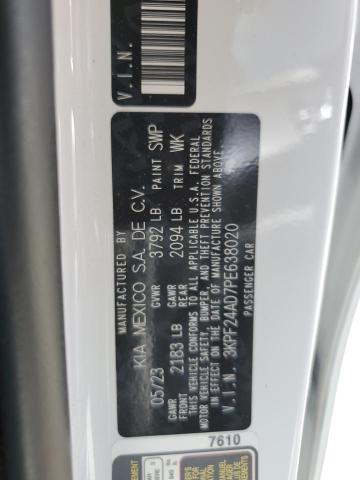 V.I.N.
MANUFACTURED BY
KIA MEXICO S.A. DE C.V.
05/23 GVWR 3792 LB PAINT SWP
GAWR FRONT 2183 LB GAWR REAR 2094 LB TRIM WK
THIS VEHICLE CONFORMS TO ALL APPLICABLE U.S.A. FEDERAL
MOTOR VEHICLE SAFETY, BUMPER, AND THEFT PREVENTION STANDARDS
IN EFFECT ON THE DATE OF MANUFACTURE SHOWN ABOVE.
V.I.N. 3KPF24AD7PE638020
PASSENGER CAR
7610